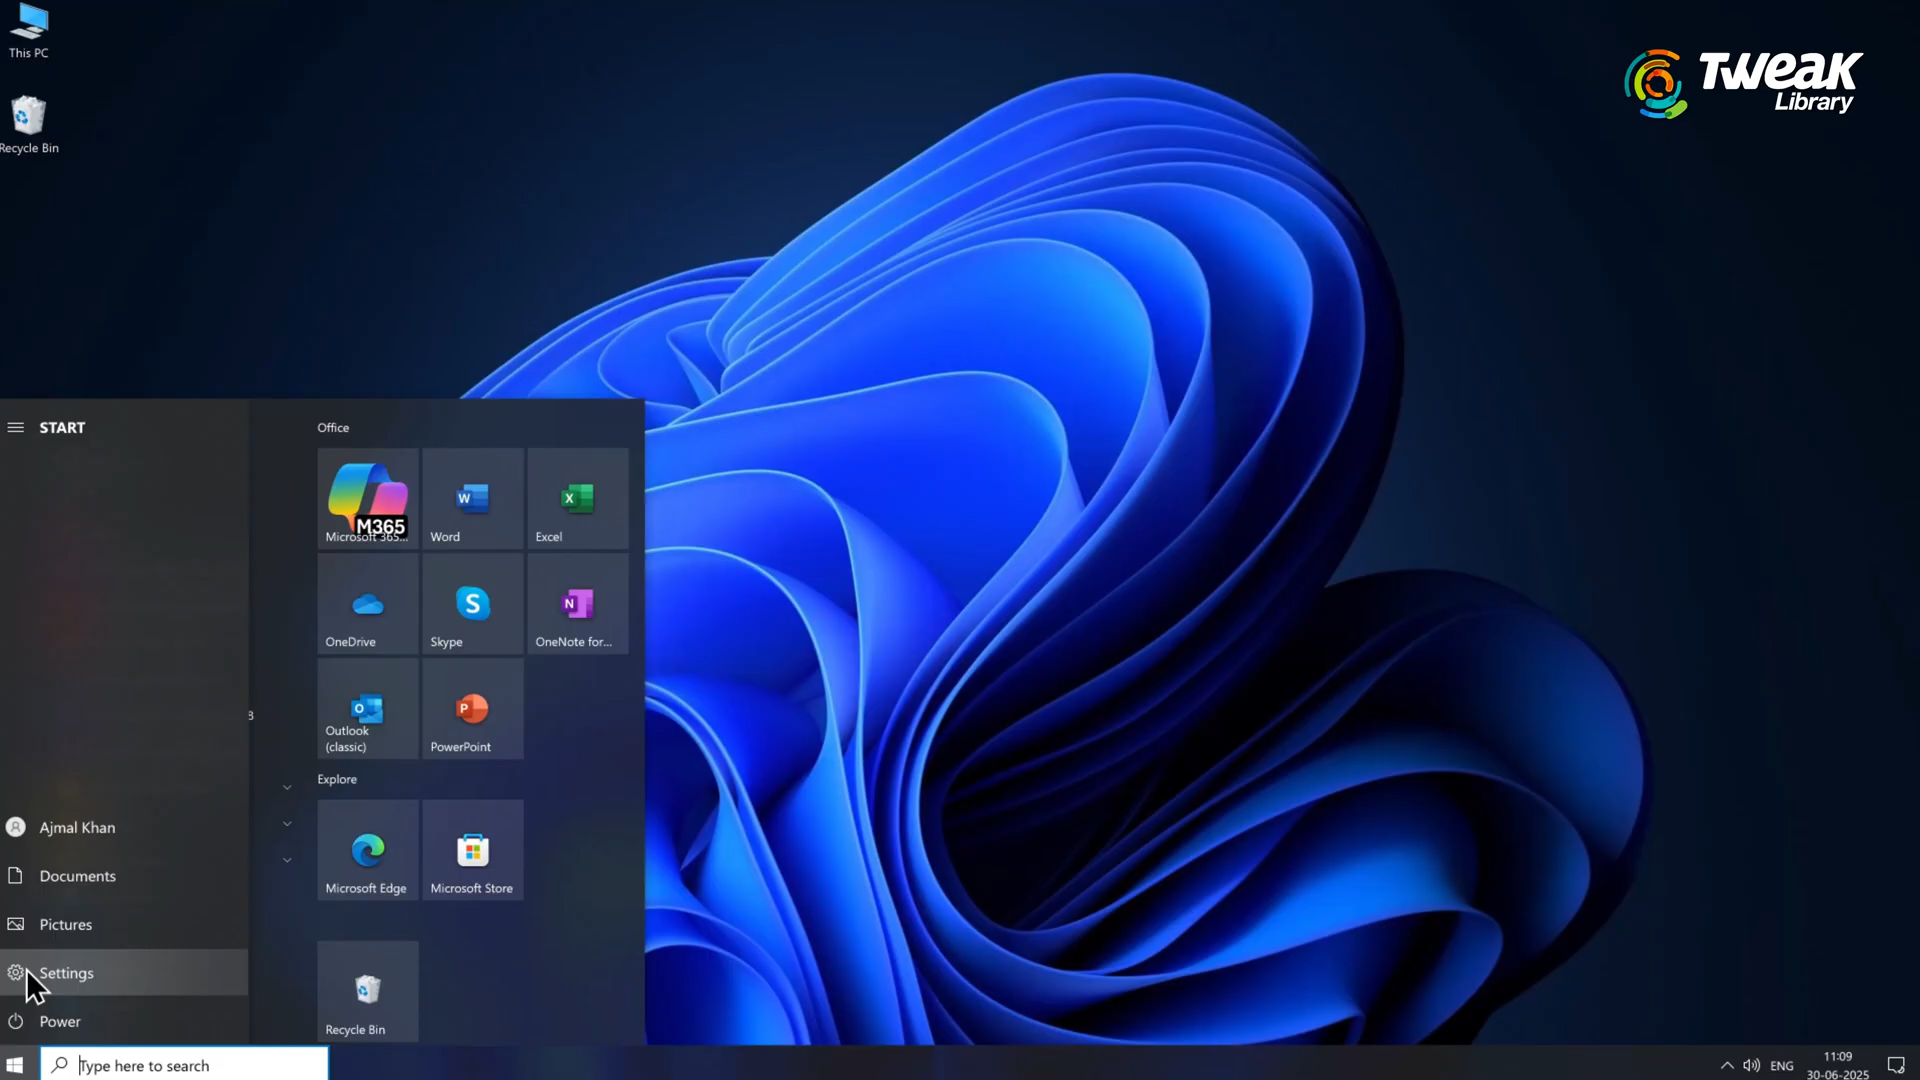 This PC
Recycle Bin
TWEAK
Library
START
Office
M365
Microsoft 365...
Word
Excel
OneDrive
Skype
OneNote for...
Outlook
(classic)
PowerPoint
Explore
Ajmal Khan
Documents
Microsoft Edge
Microsoft Store
Pictures
Settings
Power
Recycle Bin
Type here to search
ENG
11:09
30-06-2025